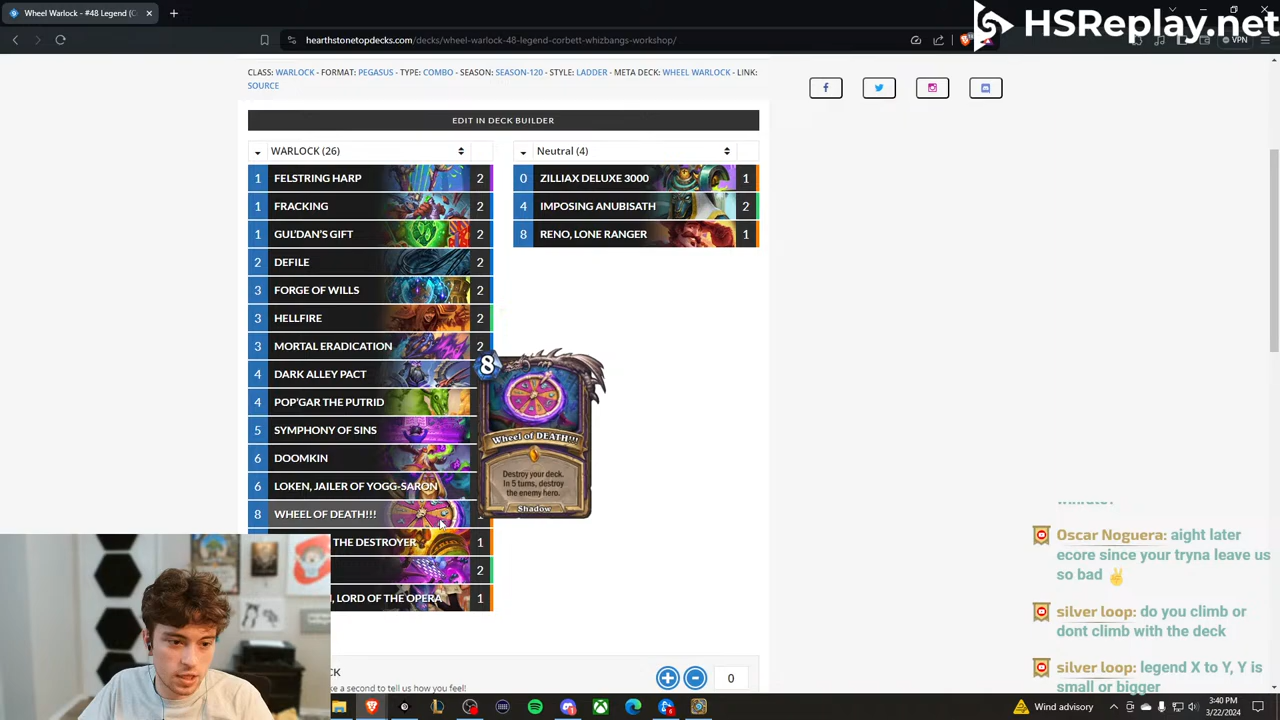 Wheel Warlock - #48 Legend (C
HSReplay.net
hearthstonetopdecks.com/decks/wheel-warlock-48-legend-corbett-whizbangs-workshop/
VPN
CLASS: WARLOCK - FORMAT: PEGASUS - TYPE: COMBO - SEASON: SEASON-120 - STYLE: LADDER - META DECK: WHEEL WARLOCK - LINK:
SOURCE
EDIT IN DECK BUILDER
WARLOCK (26)
1 FELSTRING HARP 2
1 FRACKING 2
1 GUL'DAN'S GIFT 2
2 DEFILE 2
3 FORGE OF WILLS 2
3 HELLFIRE 2
3 MORTAL ERADICATION 2
4 DARK ALLEY PACT
4 POP'GAR THE PUTRID
5 SYMPHONY OF SINS
6 DOOMKIN
6 LOKEN, JAILER OF YOGG-SARON
8 WHEEL OF DEATH!!!
THE DESTROYER 1
2
LORD OF THE OPERA 1
Neutral (4)
0 ZILLIAX DELUXE 3000 1
4 IMPOSING ANUBISATH 2
8 RENO, LONE RANGER 1
8
Wheel of DEATH!!!
Destroy your deck.
In 5 turns, destroy
the enemy hero.
Shadow
ke a second to tell us how you feel!
0
Oscar Noguera: aight later
ecore since your tryna leave us
so bad
silver loop: do you climb or
dont climb with the deck
silver loop: legend X to Y, Y is
small or bigger
Wind advisory
3:40 PM
3/22/2024